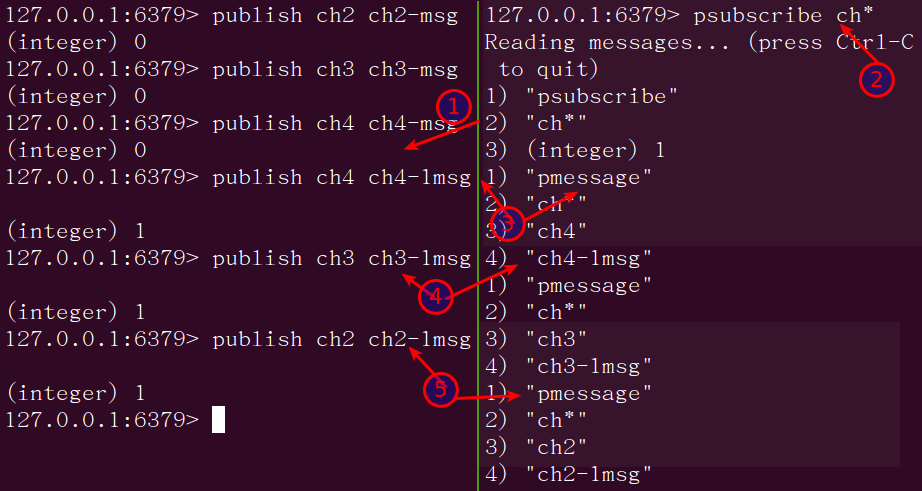 127.0.0.1:6379> publish ch2 ch2-msg
(integer) 0
127.0.0.1:6379> publish ch3 ch3-msg
(integer) 0
127.0.0.1:6379> publish ch4 ch4-msg
(integer) 0
127.0.0.1:6379> publish ch4 ch4-1msg
(integer) 1
127.0.0.1:6379> publish ch3 ch3-1msg
(integer) 1
127.0.0.1:6379> publish ch2 ch2-1msg
(integer) 1
127.0.0.1:6379>
1
3
4
5
127.0.0.1:6379> psubscribe ch*
Reading messages... (press Ctrl-C
to quit)
2
1) "psubscribe"
2) "ch*"
3) (integer) 1
1) "pmessage"
2) "ch*"
3) "ch4"
4) "ch4-1msg"
1) "pmessage"
2) "ch*"
3) "ch3"
4) "ch3-1msg"
1) "pmessage"
2) "ch*"
3) "ch2"
4) "ch2-1msg"